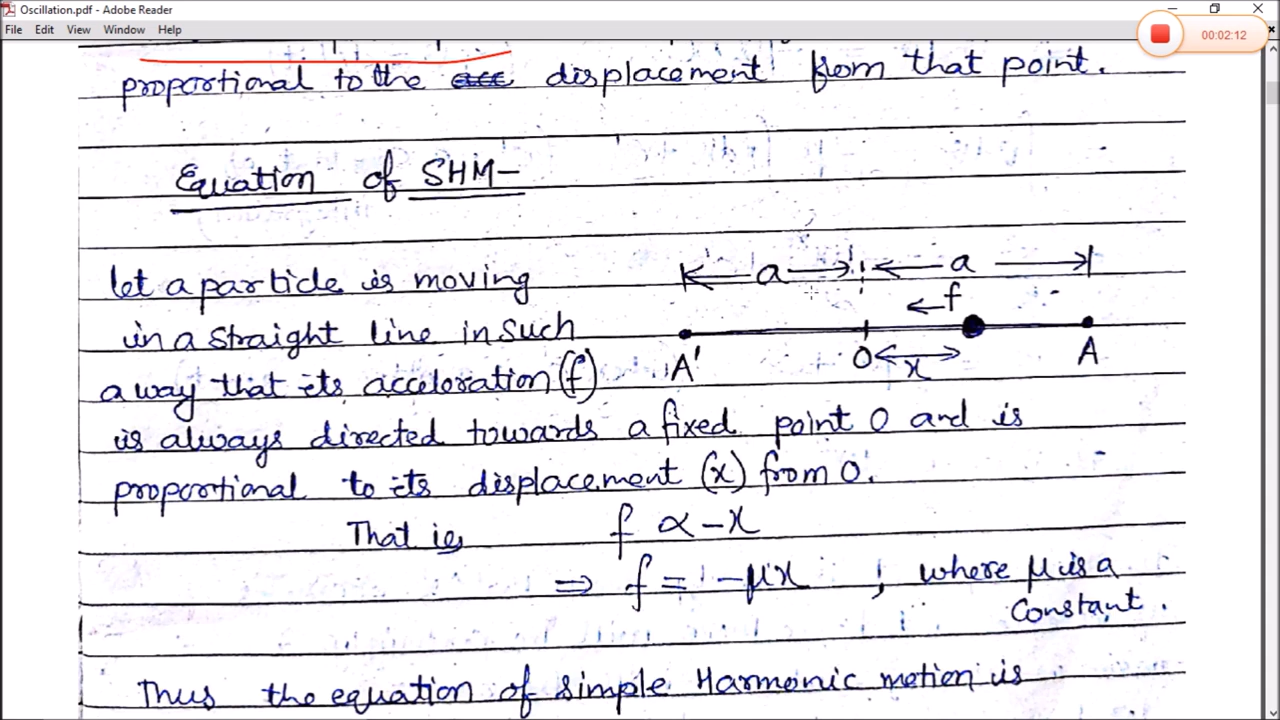 Oscillation.pdf - Adobe Reader
File Edit View Window Help
00:02:12
proportional to the displacement from that point.
Equation of SHM-
let a particle is moving
in a straight line in such
a way that its acceleration (f)
a a
f
A' O x A
is always directed towards a fixed point O and is
proportional to its displacement (x) from O.
That is f ∝ -x
⇒ f = -μx ; where μ is a
Constant.
Thus the equation of simple Harmonic motion is